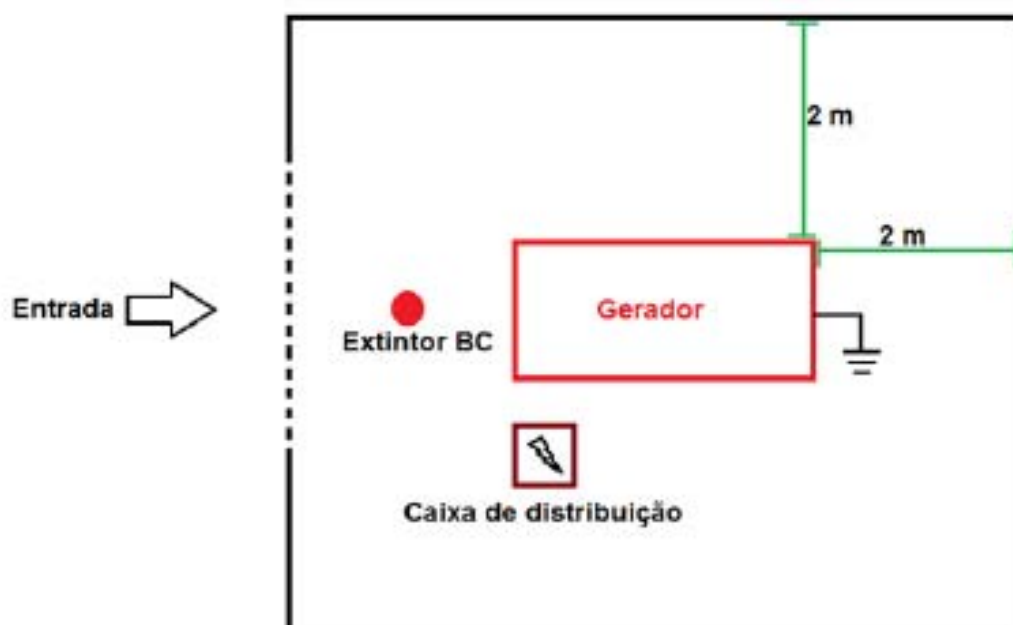 2 m
2 m
Entrada
Gerador
Extintor BC
Caixa de distribuição